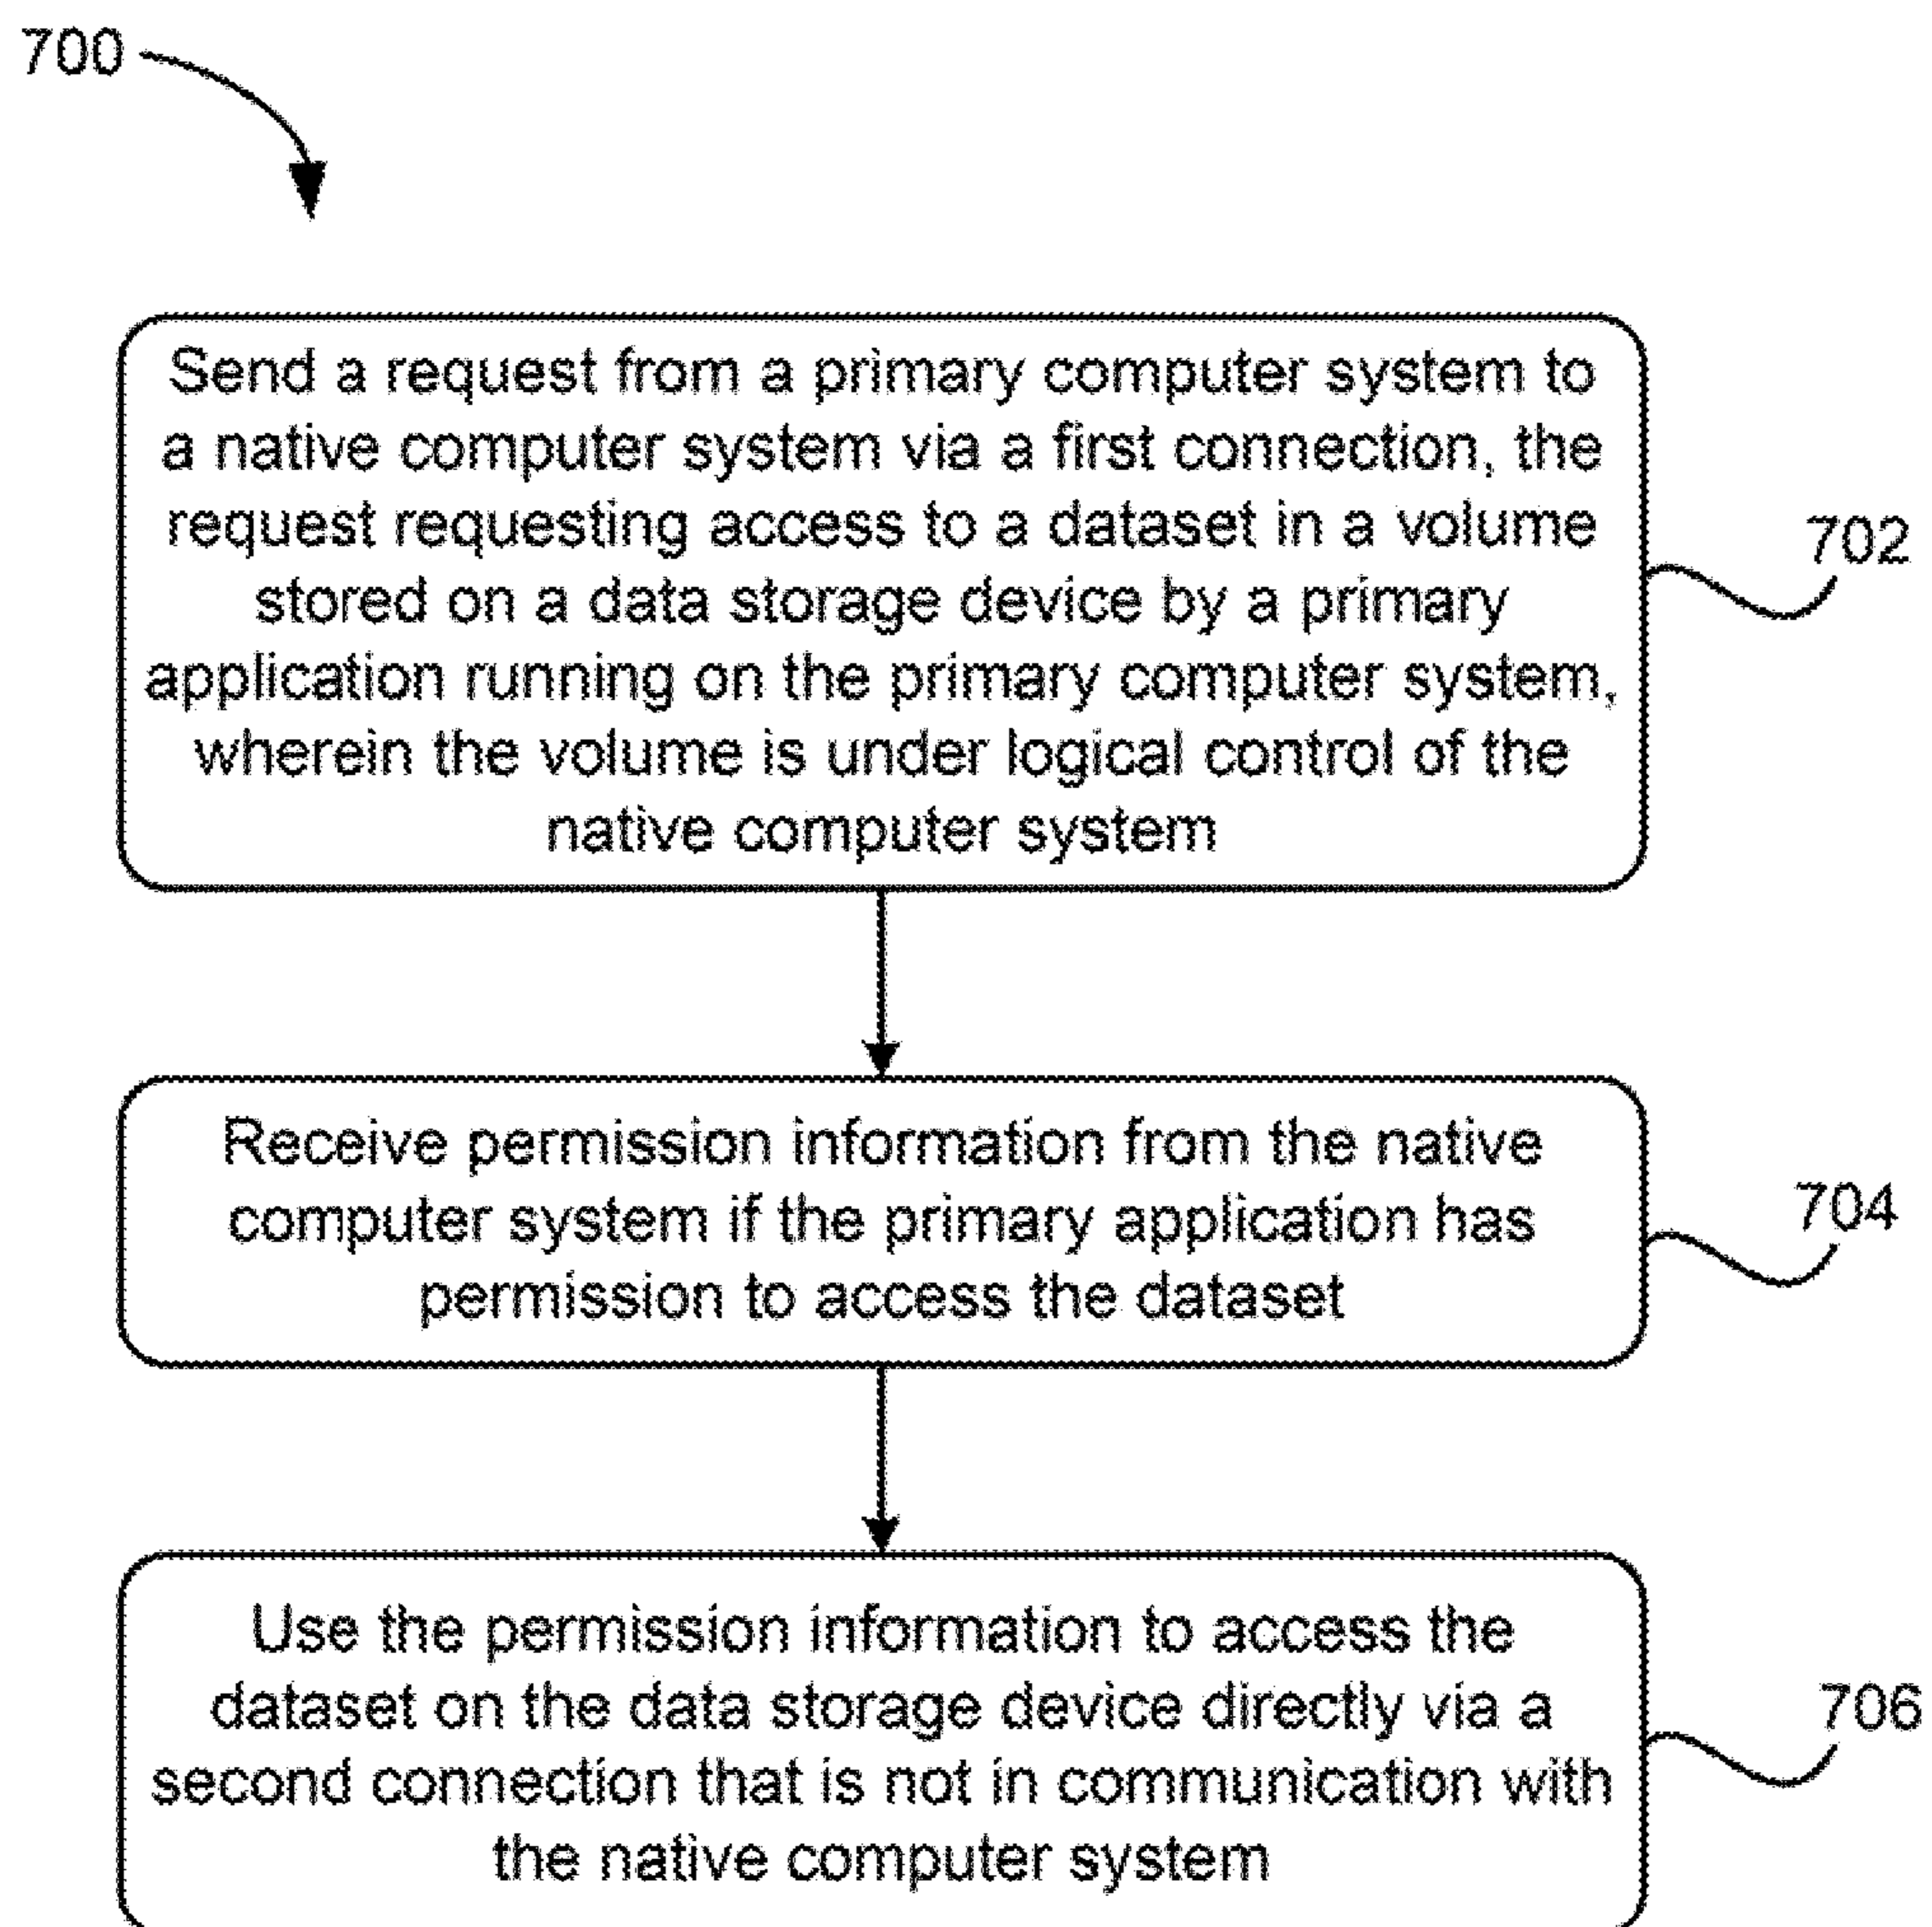 700
Send a request from a primary computer system to
a native computer system via a first connection, the
request requesting access to a dataset in a volume
stored on a data storage device by a primary
application running on the primary computer system,
wherein the volume is under logical control of the
native computer system
702
Receive permission information from the native
computer system if the primary application has
permission to access the dataset
704
Use the permission information to access the
dataset on the data storage device directly via a
second connection that is not in communication with
the native computer system
706